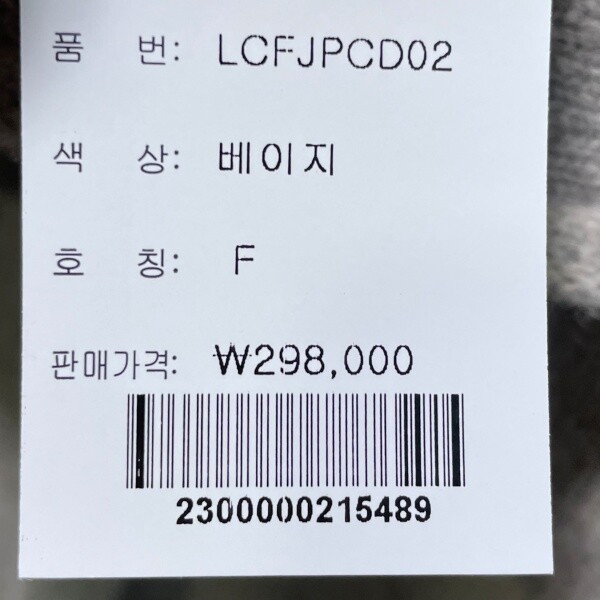 품 번: LCFJPCD02
색 상: 베이지
호 칭: F
판매가격: ₩298,000
2300000215489